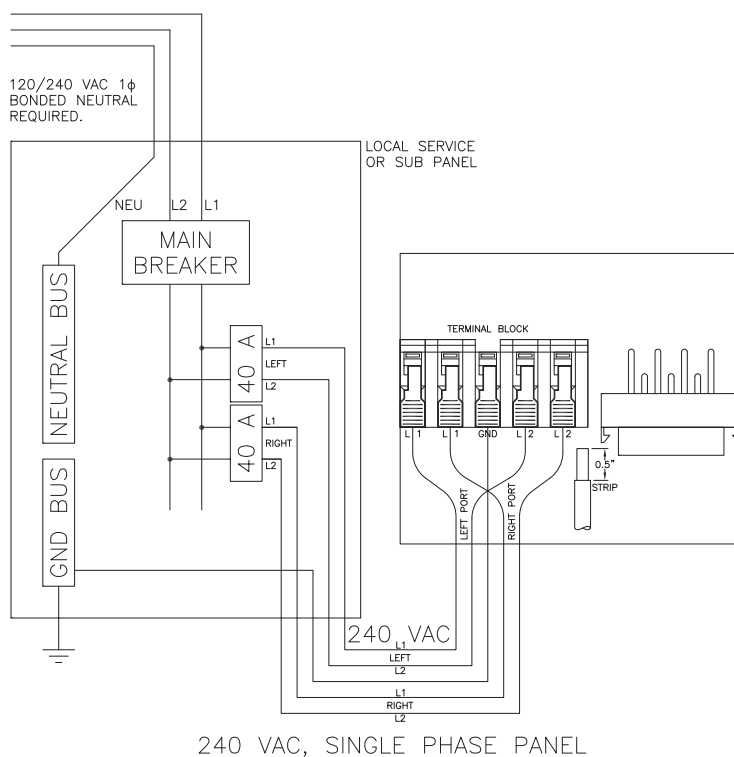 120/240 VAC 1ϕ
BONDED NEUTRAL
REQUIRED.
LOCAL SERVICE
OR SUB PANEL
NEU
L2
L1
MAIN
BREAKER
NEUTRAL BUS
GND BUS
40 A
L1
LEFT
L2
40 A
L1
RIGHT
L2
TERMINAL BLOCK
L 1
L 1
GND
L 2
L 2
0.5"
STRIP
LEFT PORT
RIGHT PORT
240 VAC
L1
LEFT
L2
L1
RIGHT
L2
240 VAC, SINGLE PHASE PANEL